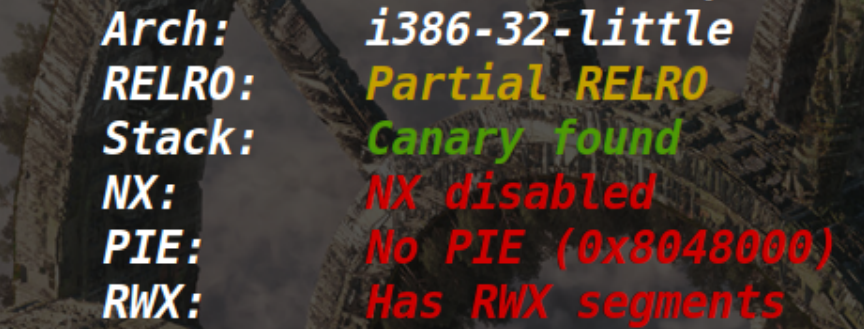 Arch: i386-32-little
RELRO: Partial RELRO
Stack: Canary found
NX: NX disabled
PIE: No PIE (0x8048000)
RWX: Has RWX segments